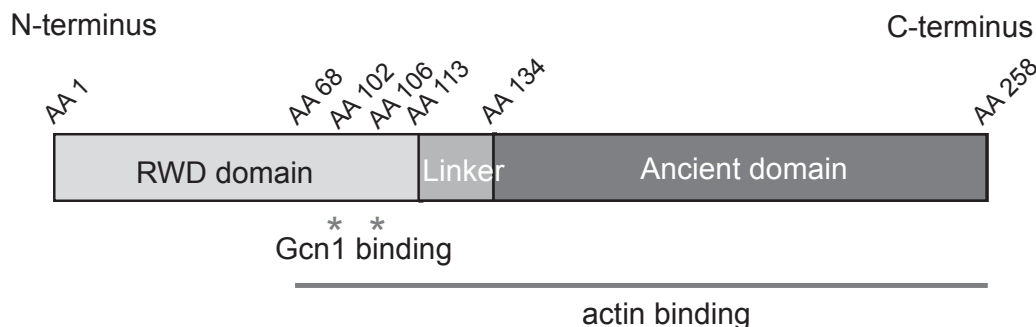 N-terminus C-terminus
AA 1 AA 68 AA 102 AA 106 AA 113 AA 134 AA 258
RWD domain Linker Ancient domain
* *
Gcn1 binding
actin binding